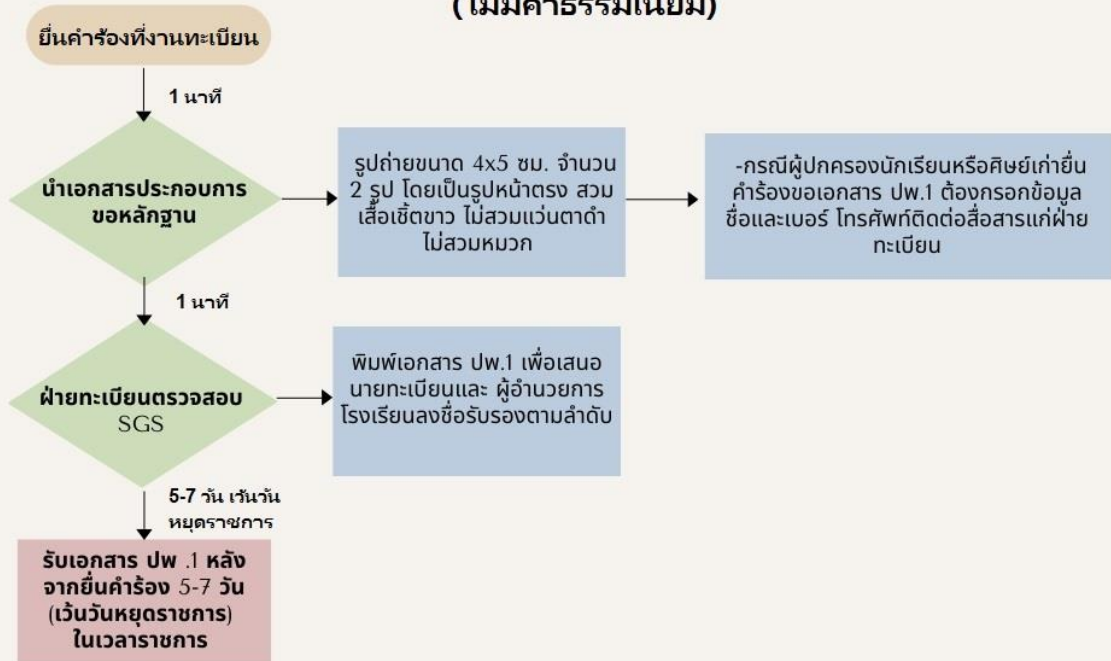 (ไม่มีค่าธรรมเนียม)
ยื่นคำร้องที่งานทะเบียน
1 นาที
นำเอกสารประกอบการ
ขอหลักฐาน
รูปถ่ายขนาด 4x5 ซม. จำนวน
2 รูป โดยเป็นรูปหน้าตรง สวม
เสื้อเชิ้ตขาว ไม่สวมแว่นตาดำ
ไม่สวมหมวก
-กรณีผู้ปกครองนักเรียนหรือศิษย์เก่ายื่น
คำร้องขอเอกสาร ปพ.1 ต้องกรอกข้อมูล
ชื่อและเบอร์ โทรศัพท์ติดต่อสื่อสารแก่ฝ่าย
ทะเบียน
1 นาที
ฝ่ายทะเบียนตรวจสอบ
SGS
พิมพ์เอกสาร ปพ.1 เพื่อเสนอ
นายทะเบียนและ ผู้อำนวยการ
โรงเรียนลงชื่อรับรองตามลำดับ
5-7 วัน เว้นวัน
หยุดราชการ
รับเอกสาร ปพ .1 หลัง
จากยื่นคำร้อง 5-7 วัน
(เว้นวันหยุดราชการ)
ในเวลาราชการ